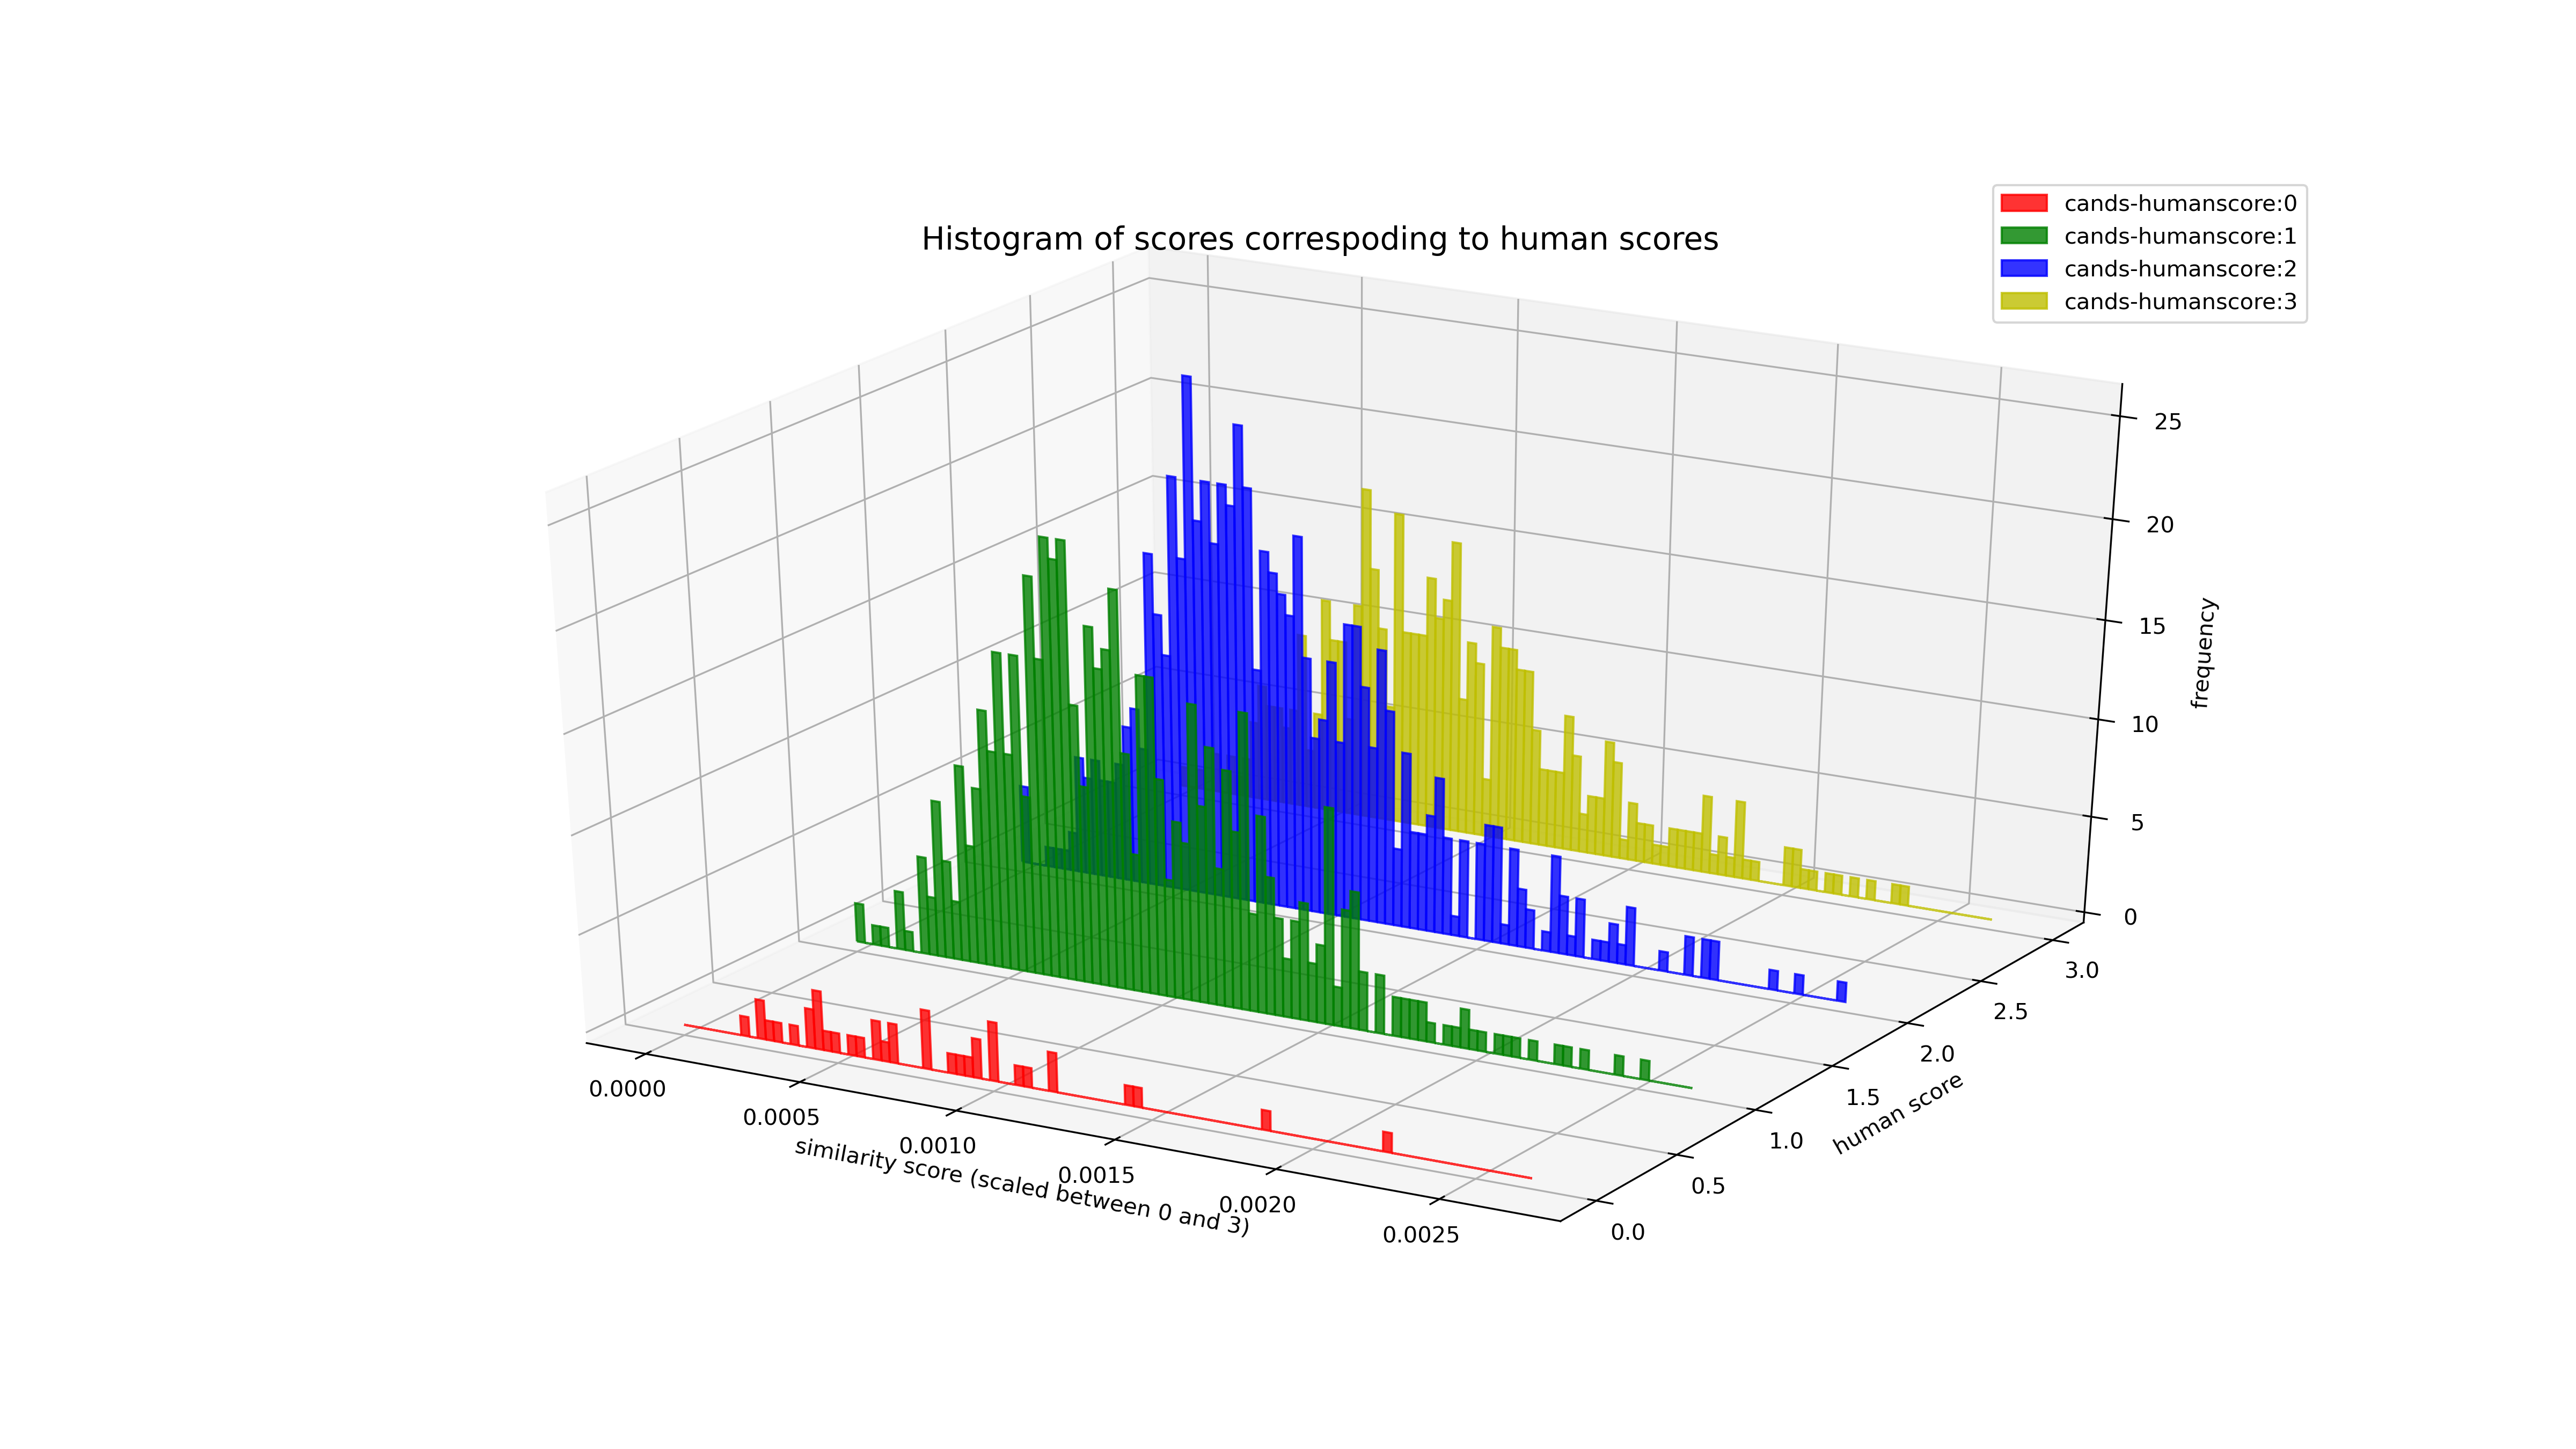 Histogram of scores correspoding to human scores
cands-humanscore:0
cands-humanscore:1
cands-humanscore:2
cands-humanscore:3
25
20
15
10
5
0
frequency
3.0
2.5
2.0
1.5
1.0
0.5
0.0
human score
0.0000
0.0005
0.0010
0.0015
0.0020
0.0025
similarity score (scaled between 0 and 3)